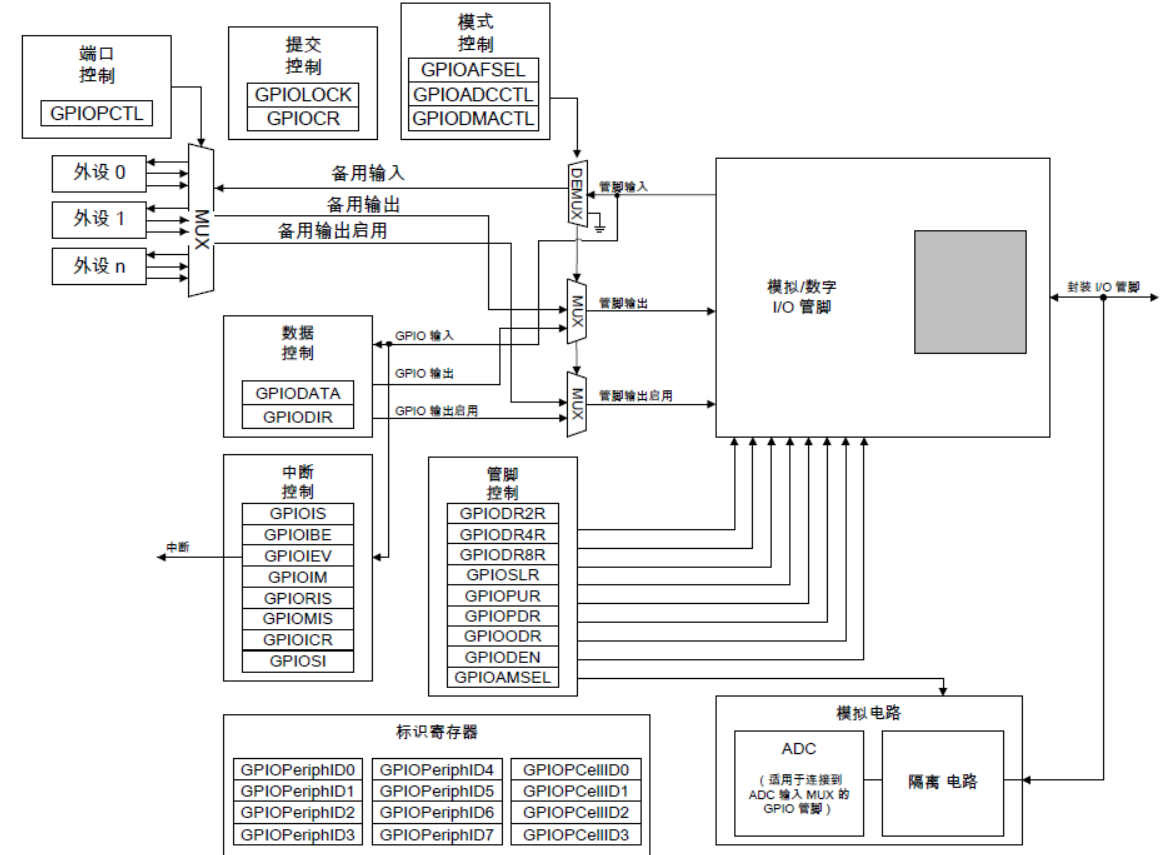 端口
控制
GPIOPCTL
提交
控制
GPIOLOCK
GPIOCR
模式
控制
GPIOAFSEL
GPIOADCCTL
GPIODMACTL
外设 0
外设 1
外设 n
MUX
备用输入
备用输出
备用输出启用
DEMUX
管脚输入
MUX
管脚输出
MUX
管脚输出启用
模拟/数字
I/O 管脚
封装 I/O 管脚
数据
控制
GPIODATA
GPIODIR
GPIO 输入
GPIO 输出
GPIO 输出启用
中断
控制
GPIOIS
GPIOIBE
GPIOIEV
GPIOIM
GPIORIS
GPIOMIS
GPIOICR
GPIOSI
中断
管脚
控制
GPIODR2R
GPIODR4R
GPIODR8R
GPIOSLR
GPIOPUR
GPIOPDR
GPIOODR
GPIODEN
GPIOAMSEL
模拟电路
ADC
（适用于连接到
ADC 输入 MUX 的
GPIO 管脚）
隔离 电路
标识寄存器
GPIOPeriphID0 GPIOPeriphID4 GPIOPCellID0
GPIOPeriphID1 GPIOPeriphID5 GPIOPCellID1
GPIOPeriphID2 GPIOPeriphID6 GPIOPCellID2
GPIOPeriphID3 GPIOPeriphID7 GPIOPCellID3